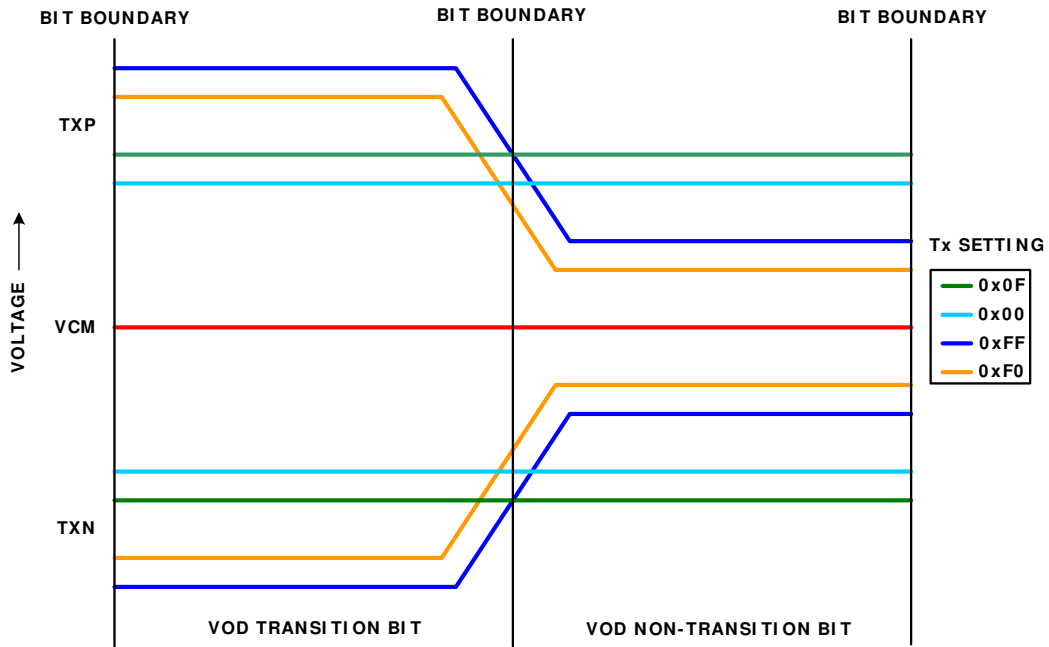 BIT BOUNDARY
BIT BOUNDARY
BIT BOUNDARY
TXP
VOLTAGE
VCM
TXN
Tx SETTING
0x0F
0x00
0xFF
0xF0
VOD TRANSITION BIT
VOD NON-TRANSITION BIT